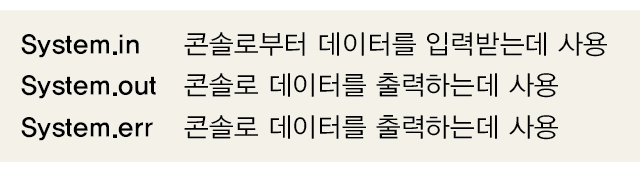 System.in 콘솔로부터 데이터를 입력받는데 사용
System.out 콘솔로 데이터를 출력하는데 사용
System.err 콘솔로 데이터를 출력하는데 사용